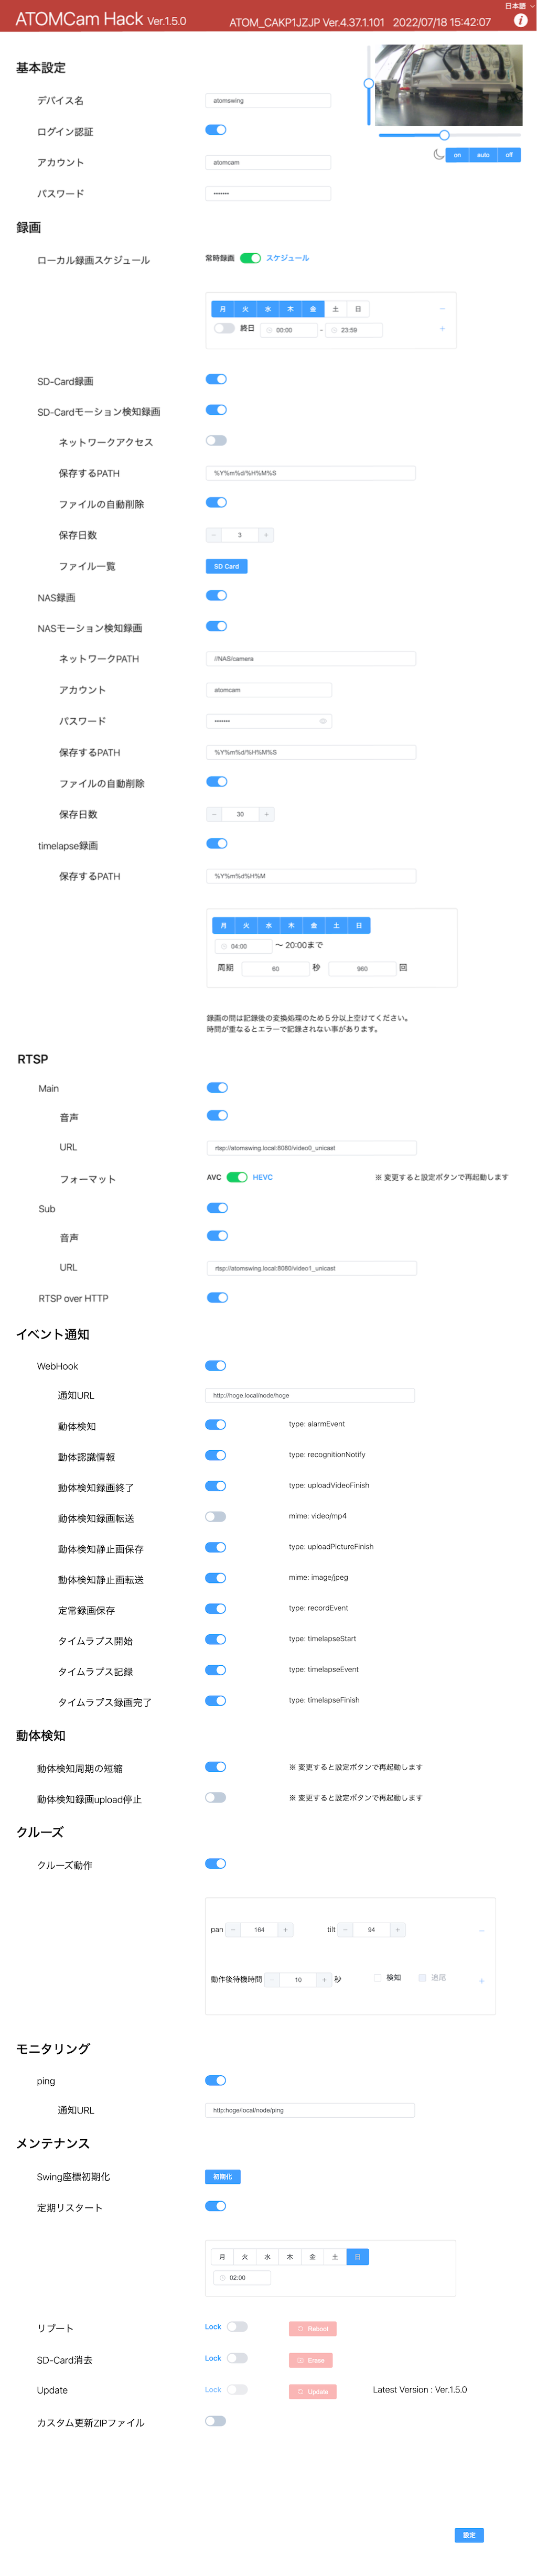 日本語
ATOMCam Hack Ver.1.5.0 ATOM_CAKP1JZJP Ver.4.37.1.101 2022/07/18 15:42:07
基本設定
デバイス名 atomswing
ログイン認証
アカウント atomcam
on auto off
パスワード •••••••
録画
ローカル録画スケジュール 常時録画 スケジュール
月 火 水 木 金 土 日
終日 00:00 - 23:59
SD-Card録画
SD-Cardモーション検知録画
ネットワークアクセス
保存するPATH %Y%m%d/%H%M%S
ファイルの自動削除
保存日数 - 3 +
ファイル一覧 SD Card
NAS録画
NASモーション検知録画
ネットワークPATH //NAS/camera
アカウント atomcam
パスワード •••••••
保存するPATH %Y%m%d/%H%M%S
ファイルの自動削除
保存日数 - 30 +
timelapse録画
保存するPATH %Y%m%d%H%M
月 火 水 木 金 土 日
04:00 〜 20:00まで
周期 60 秒 960 回
録画の間は記録後の変換処理のため5分以上空けてください。
時間が重なるとエラーで記録されない事があります。
RTSP
Main
音声
URL rtsp://atomswing.local:8080/video0_unicast
フォーマット AVC HEVC ※ 変更すると設定ボタンで再起動します
Sub
音声
URL rtsp://atomswing.local:8080/video1_unicast
RTSP over HTTP
イベント通知
WebHook
通知URL http://hoge.local/node/hoge
動体検知 type: alarmEvent
動体認識情報 type: recognitionNotify
動体検知録画終了 type: uploadVideoFinish
動体検知録画転送 mime: video/mp4
動体検知静止画保存 type: uploadPictureFinish
動体検知静止画転送 mime: image/jpeg
定常録画保存 type: recordEvent
タイムラプス開始 type: timelapseStart
タイムラプス記録 type: timelapseEvent
タイムラプス録画完了 type: timelapseFinish
動体検知
動体検知周期の短縮 ※ 変更すると設定ボタンで再起動します
動体検知録画upload停止 ※ 変更すると設定ボタンで再起動します
クルーズ
クルーズ動作
pan - 164 + tilt - 94 +
動作後待機時間 - 10 + 秒 検知 追尾
モニタリング
ping
通知URL http:hoge/local/node/ping
メンテナンス
Swing座標初期化 初期化
定期リスタート
月 火 水 木 金 土 日
02:00
リブート Lock Reboot
SD-Card消去 Lock Erase
Update Lock Update Latest Version : Ver.1.5.0
カスタム更新ZIPファイル
設定